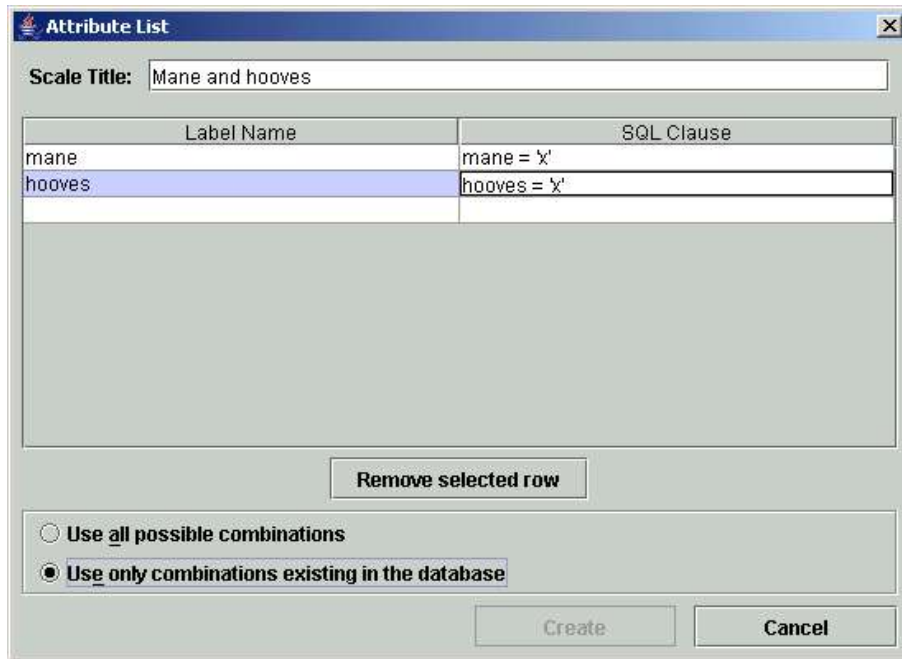 Attribute List
Scale Title: Mane and hooves
Label Name SQL Clause
mane mane = 'x'
hooves hooves = 'x'
Remove selected row
Use all possible combinations
Use only combinations existing in the database
Create Cancel